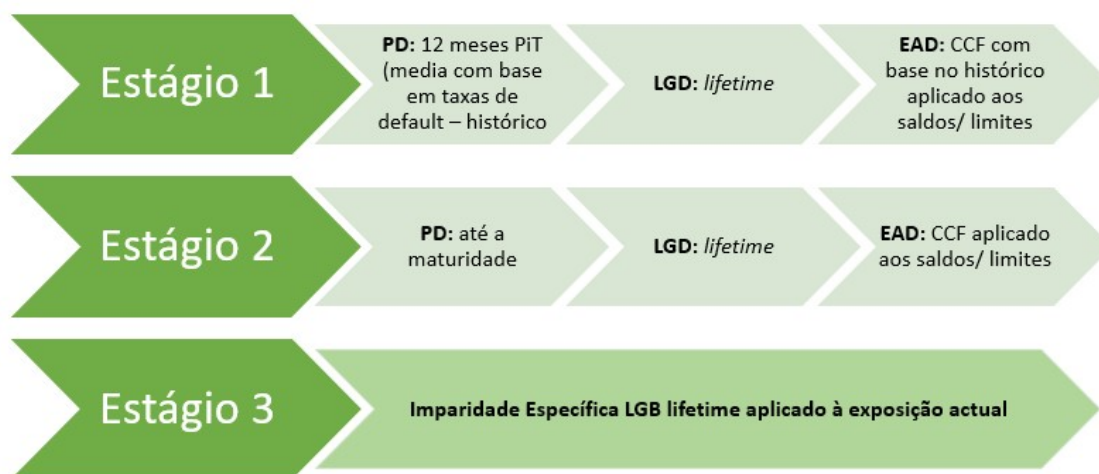 Estágio 1
PD: 12 meses PiT
(media com base
em taxas de
default – histórico
LGD: lifetime
EAD: CCF com
base no histórico
aplicado aos
saldos/ limites
Estágio 2
PD: até a
maturidade
LGD: lifetime
EAD: CCF aplicado
aos saldos/ limites
Estágio 3
Imparidade Específica LGB lifetime aplicado à exposição actual